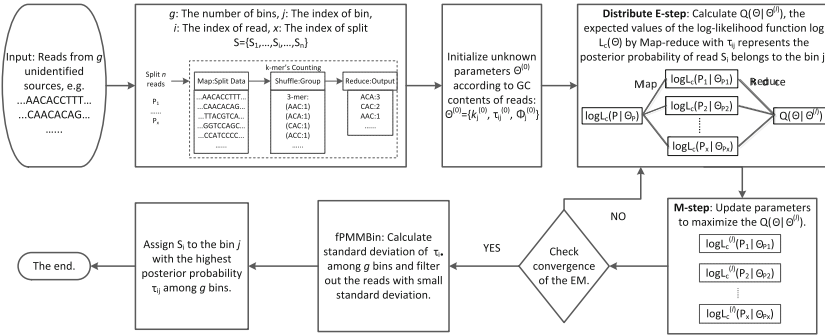 Input: Reads from g
unidentified
sources, e.g.
...AACACCTTT...
...CAACACAG...
......
g: The number of bins, j: The index of bin,
i: The index of read, x: The index of split
S={S1,...,Si,...,Sn}
Split n
reads
P1
......
Px
k-mer's Counting
Map:Split Data
...AACACCTTT...
...CAACACAG...
...TTACGTCA...
...GGTCCAGC...
...CCATCCCC...
......
Shuffle:Group
3-mer:
(AAC:1)
(ACA:1)
(CAC:1)
(ACC:1)
......
Reduce:Output
ACA:3
CAC:2
AAC:1
......
Initialize unknown
parameters Θ(0)
according to GC
contents of reads:
Θ(0)={kj(0), τij(0), Φj(0)}
Distribute E-step: Calculate Q(Θ|Θ(l)), the
expected values of the log-likelihood function log
Lc(Θ) by Map-reduce with τij represents the
posterior probability of read Si belongs to the bin j
Map
Reduce
logLc(P|ΘP)
logLc(P1|ΘP1)
logLc(P2|ΘP2)
......
logLc(Px|ΘPx)
Q(Θ|Θ(l))
M-step: Update parameters
to maximize the Q(Θ|Θ(l)).
logLc(l)(P1|ΘP1)
logLc(l)(P2|ΘP2)
......
logLc(l)(Px|ΘPx)
NO
Check
convergence
of the EM.
YES
fPMMBin: Calculate
standard deviation of τi•
among g bins and filter
out the reads with small
standard deviation.
Assign Si to the bin j
with the highest
posterior probability
τij among g bins.
The end.